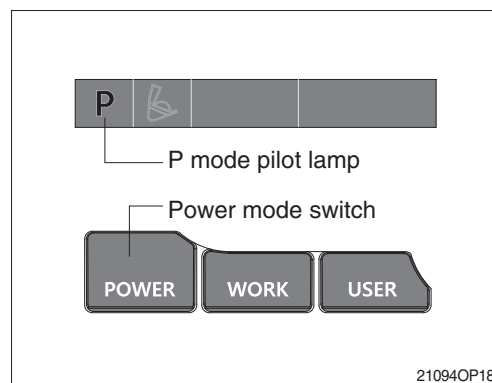 P
P mode pilot lamp
Power mode switch
POWER WORK USER
21094OP18